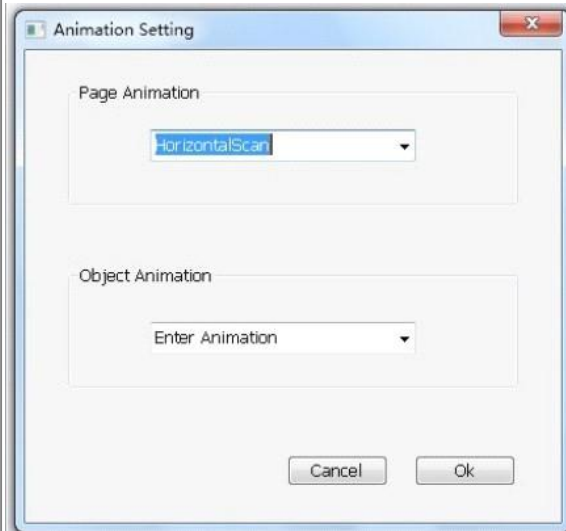 Animation Setting
Page Animation
HorizontalScan
Object Animation
Enter Animation
Cancel Ok